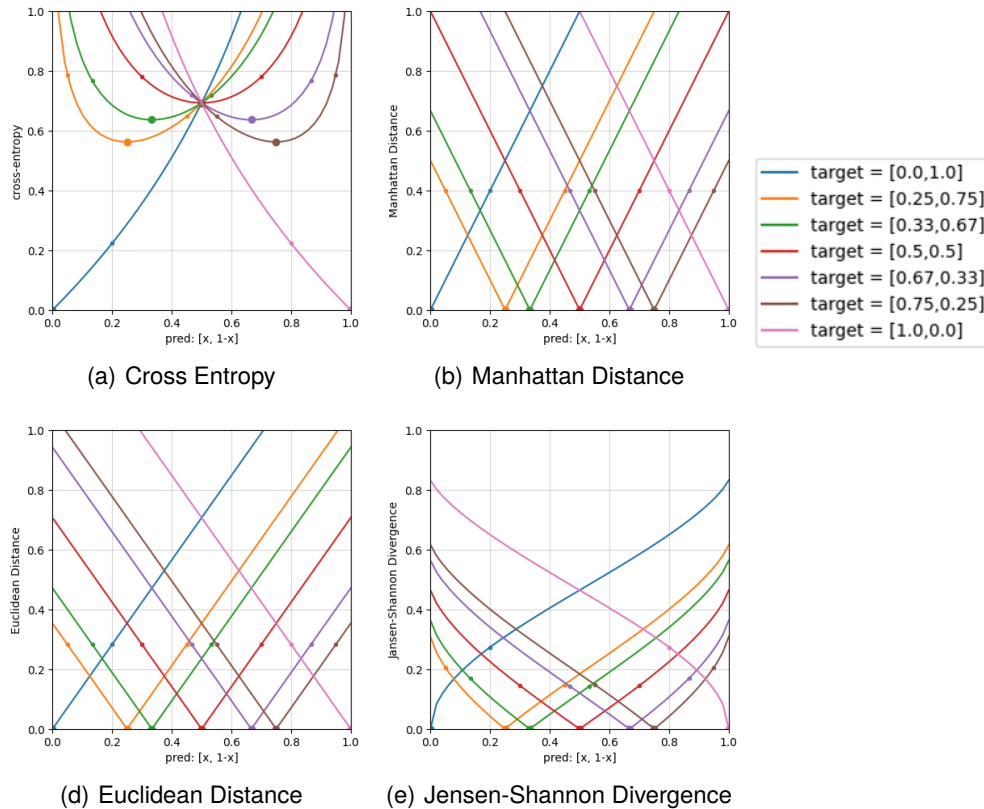 1.0
0.8
0.6
0.4
0.2
0.0
cross-entropy
0.0 0.2 0.4 0.6 0.8 1.0
pred: [x, 1-x]
(a) Cross Entropy
1.0
0.8
0.6
0.4
0.2
0.0
Manhattan Distance
0.0 0.2 0.4 0.6 0.8 1.0
pred: [x, 1-x]
(b) Manhattan Distance
target = [0.0,1.0]
target = [0.25,0.75]
target = [0.33,0.67]
target = [0.5,0.5]
target = [0.67,0.33]
target = [0.75,0.25]
target = [1.0,0.0]
1.0
0.8
0.6
0.4
0.2
0.0
Euclidean Distance
0.0 0.2 0.4 0.6 0.8 1.0
pred: [x, 1-x]
(d) Euclidean Distance
1.0
0.8
0.6
0.4
0.2
0.0
Jansen-Shannon Divergence
0.0 0.2 0.4 0.6 0.8 1.0
pred: [x, 1-x]
(e) Jensen-Shannon Divergence